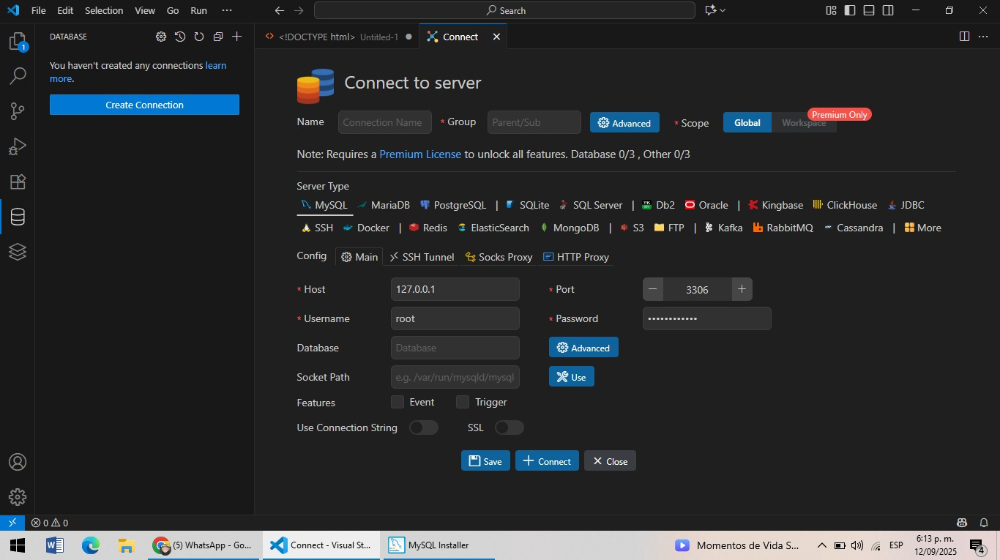 File Edit Selection View Go Run ···
Search
DATABASE
You haven't created any connections learn
more.
Create Connection
<!DOCTYPE html> Untitled-1
Connect
Connect to server
Name Connection Name * Group Parent/Sub Advanced * Scope Global Workspace Premium Only
Note: Requires a Premium License to unlock all features. Database 0/3 , Other 0/3
Server Type
MySQL MariaDB PostgreSQL | SQLite SQL Server | Db2 Oracle | Kingbase ClickHouse JDBC
SSH Docker | Redis ElasticSearch MongoDB | S3 FTP | Kafka RabbitMQ Cassandra | More
Config Main SSH Tunnel Socks Proxy HTTP Proxy
* Host 127.0.0.1 * Port 3306
* Username root * Password ••••••••••••
Database Database Advanced
Socket Path e.g. /var/run/mysqld/mysql Use
Features Event Trigger
Use Connection String SSL
Save Connect Close
1
0 0
(5) WhatsApp - Go...
Connect - Visual St...
MySQL Installer
Momentos de Vida S...
ESP
6:13 p. m.
12/09/2025
4